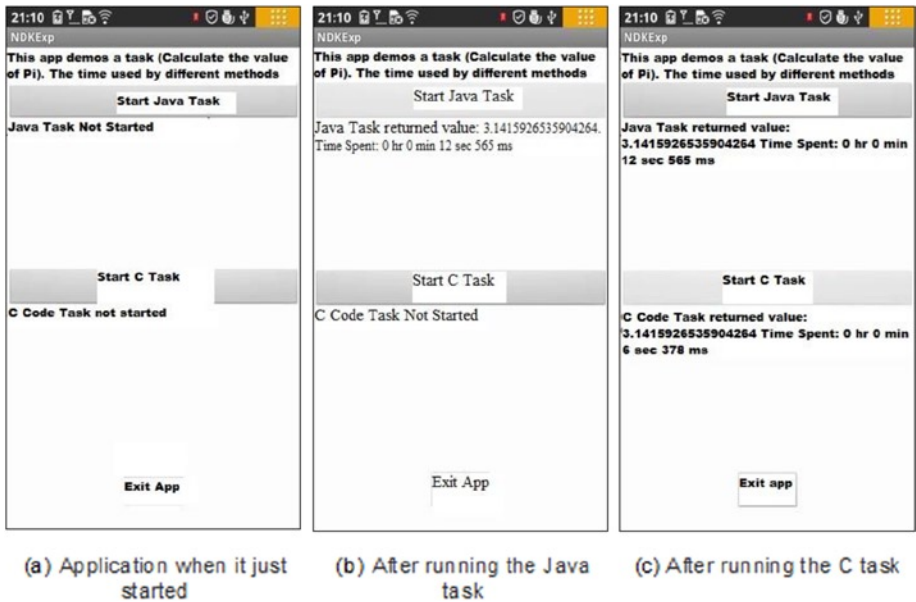 21:10
NDKExp
This app demos a task (Calculate the value
of Pi). The time used by different methods
Start Java Task
Java Task Not Started
Start C Task
C Code Task not started
Exit App
(a) Application when it just
started
21:10
NDKExp
This app demos a task (Calculate the value
of Pi). The time used by different methods
Start Java Task
Java Task returned value: 3.1415926535904264.
Time Spent: 0 hr 0 min 12 sec 565 ms
Start C Task
C Code Task Not Started
Exit App
(b) After running the Java
task
21:10
NDKExp
This app demos a task (Calculate the value
of Pi). The time used by different methods
Start Java Task
Java Task returned value:
3.1415926535904264 Time Spent: 0 hr 0 min
12 sec 565 ms
Start C Task
C Code Task returned value:
3.1415926535904264 Time Spent: 0 hr 0 min
6 sec 378 ms
Exit app
(c) After running the C task